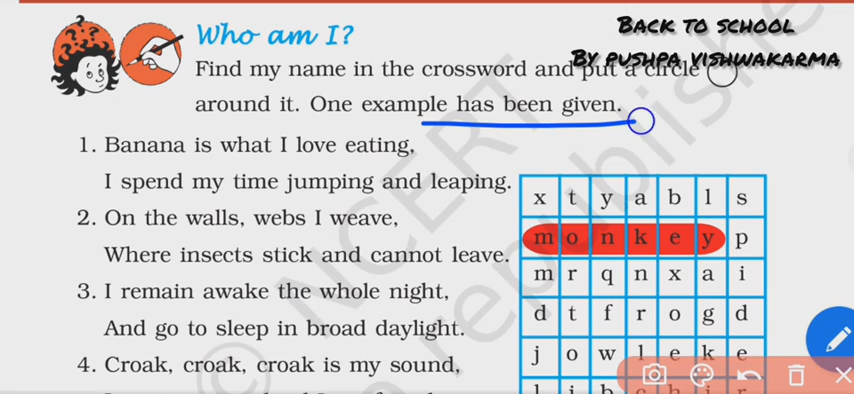 Who am I?
BACK TO SCHOOL
BY PUSHPA VISHWAKARMA
Find my name in the crossword and put a circle
around it. One example has been given.
1. Banana is what I love eating,
I spend my time jumping and leaping.
2. On the walls, webs I weave,
Where insects stick and cannot leave.
3. I remain awake the whole night,
And go to sleep in broad daylight.
4. Croak, croak, croak is my sound,
x t y a b l s
m o n k e y p
m r q n x a i
d t f r o g d
j o w l e k e
© NCERT